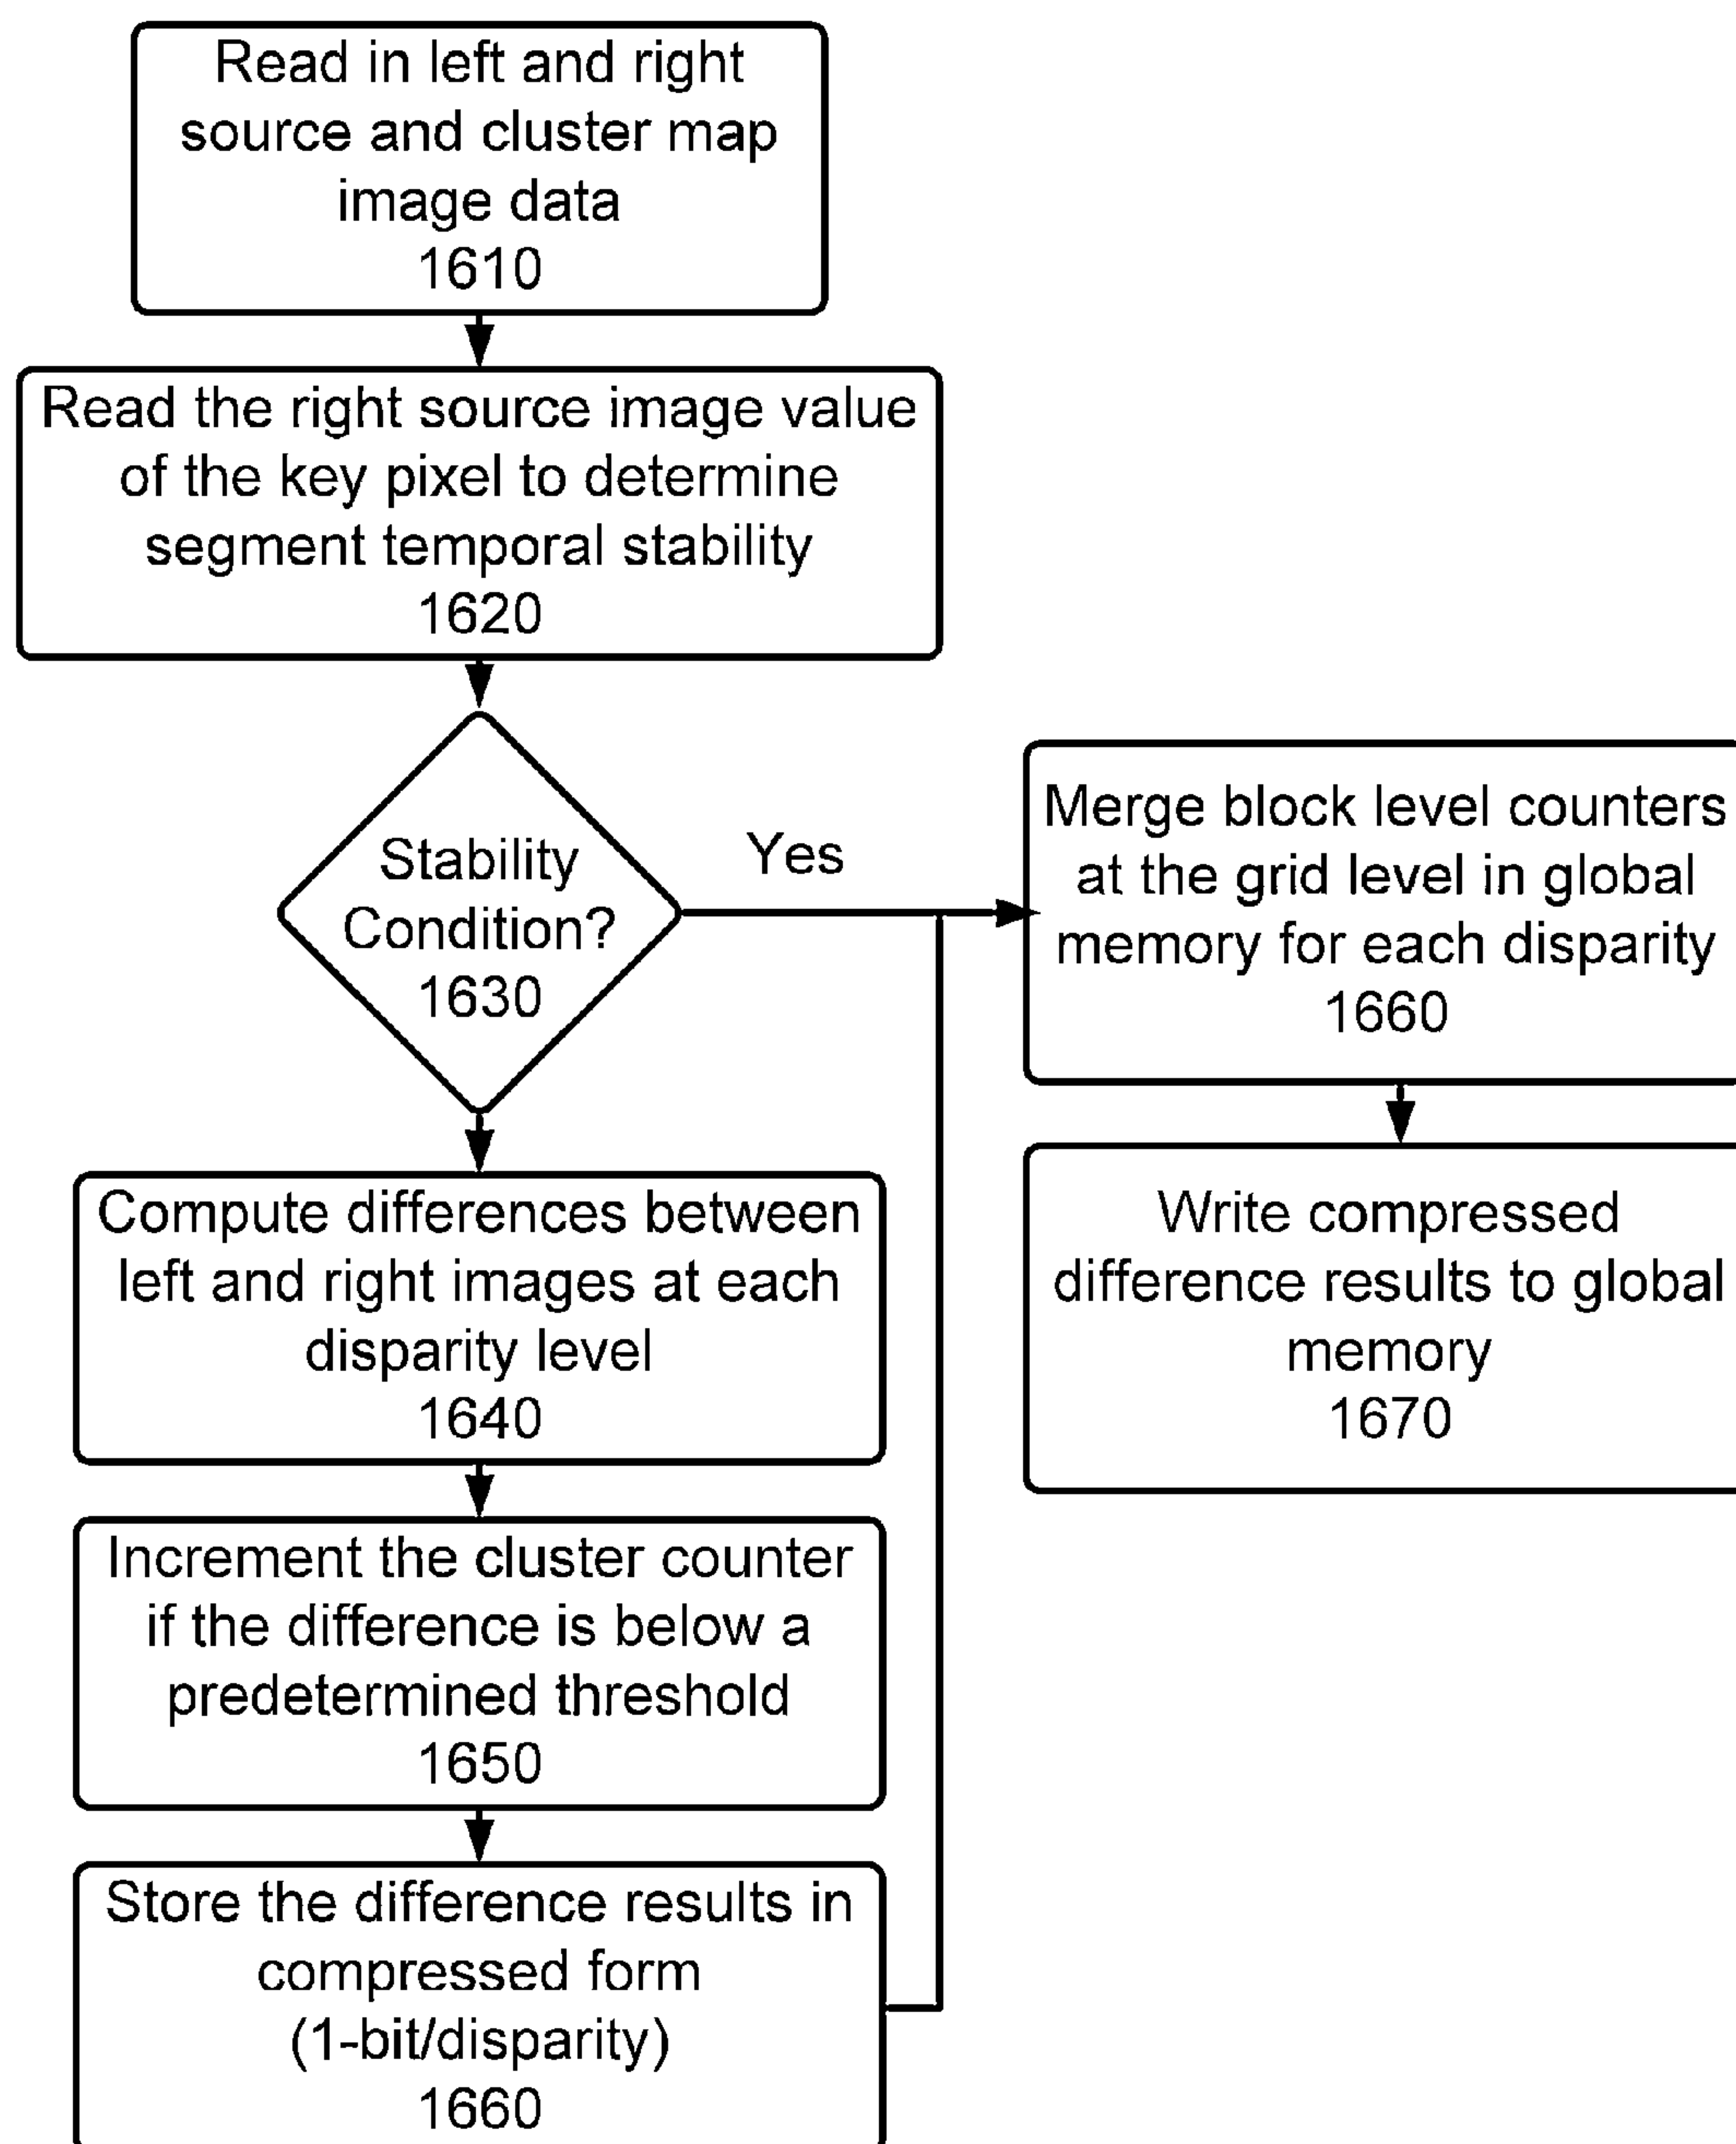 Read in left and right
source and cluster map
image data
1610
Read the right source image value
of the key pixel to determine
segment temporal stability
1620
Stability
Condition?
1630
Yes
Compute differences between
left and right images at each
disparity level
1640
Increment the cluster counter
if the difference is below a
predetermined threshold
1650
Store the difference results in
compressed form
(1-bit/disparity)
1660
Merge block level counters
at the grid level in global
memory for each disparity
1660
Write compressed
difference results to global
memory
1670